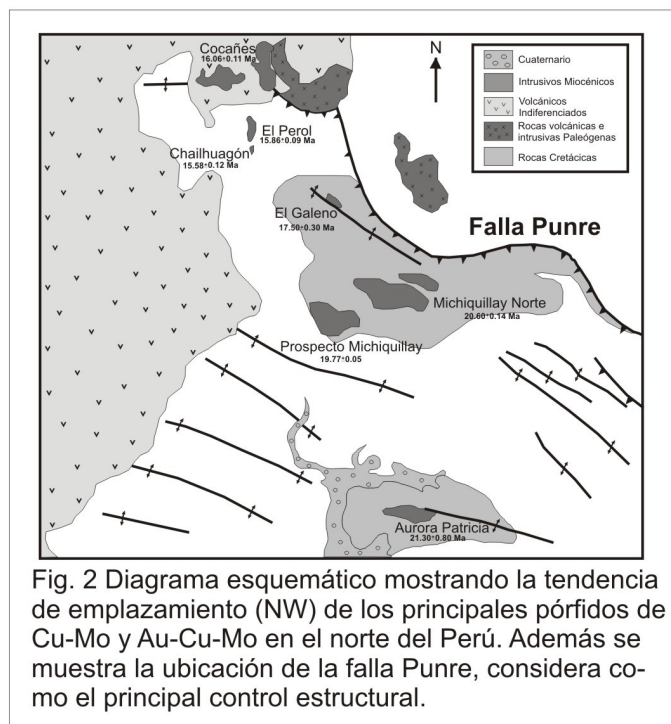 Cocañes
16.06+0.11 Ma
N
Cuaternario
Intrusivos Miocénicos
Volcánicos
Indiferenciados
Rocas volcánicas e
intrusivas Paleógenas
Rocas Cretácicas
El Perol
15.86+0.09 Ma
Chailhuagón
15.58+0.12 Ma
El Galeno
17.50+0.30 Ma
Falla Punre
Michiquillay Norte
20.60+0.14 Ma
Prospecto Michiquillay
19.77+0.05
Aurora Patricia
21.30+0.80 Ma
Fig. 2 Diagrama esquemático mostrando la tendencia
de emplazamiento (NW) de los principales pórfidos de
Cu-Mo y Au-Cu-Mo en el norte del Perú. Además se
muestra la ubicación de la falla Punre, considera co-
mo el principal control estructural.